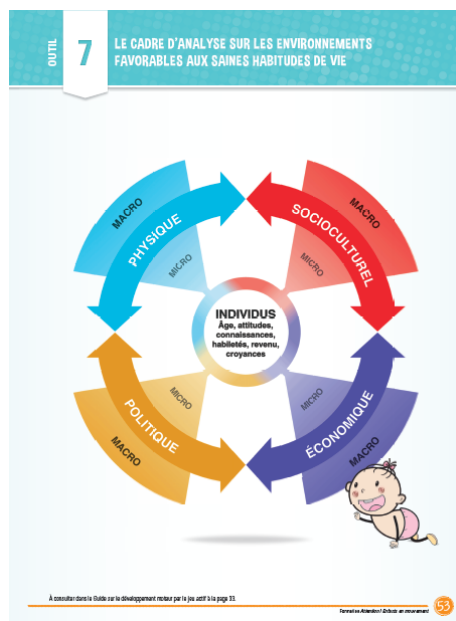 OUTIL
7
LE CADRE D'ANALYSE SUR LES ENVIRONNEMENTS
FAVORABLES AUX SAINES HABITUDES DE VIE
MACRO
PHYSIQUE
MICRO
MACRO
SOCIOCULTUREL
MICRO
INDIVIDUS
Âge, attitudes,
connaissances,
habiletés, revenu,
croyances
MICRO
POLITIQUE
MACRO
MICRO
ÉCONOMIQUE
MACRO
À consulter dans le Guide sur le développement moteur par le jeu actif à la page 33.
Formation Attention! Enfants en mouvement
53